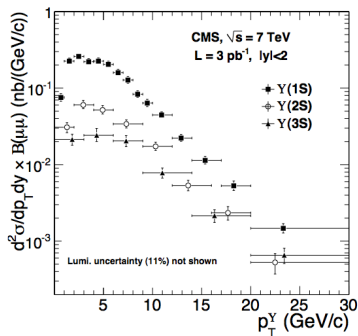 CMS, √s = 7 TeV
L = 3 pb⁻¹, |y|<2
Υ(1S)
Υ(2S)
Υ(3S)
d²σ/dp_T dy × B(μμ) (nb/(GeV/c))
1
10⁻¹
10⁻²
10⁻³
Lumi. uncertainty (11%) not shown
0 5 10 15 20 25 30
p_T^Υ (GeV/c)